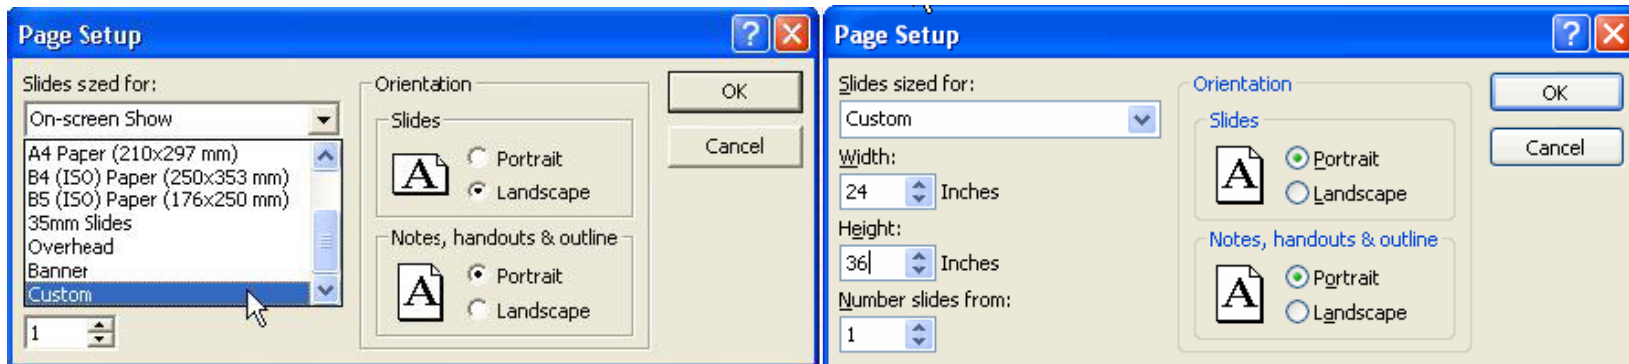 Page Setup
Slides szed for:
On-screen Show
A4 Paper (210x297 mm)
B4 (ISO) Paper (250x353 mm)
B5 (ISO) Paper (176x250 mm)
35mm Slides
Overhead
Banner
Custom
1
Orientation
Slides
A
Portrait
Landscape
Notes, handouts & outline
A
Portrait
Landscape
OK
Cancel
Page Setup
Slides sized for:
Custom
Width:
24 Inches
Height:
36 Inches
Number slides from:
1
Orientation
Slides
A
Portrait
Landscape
Notes, handouts & outline
A
Portrait
Landscape
OK
Cancel